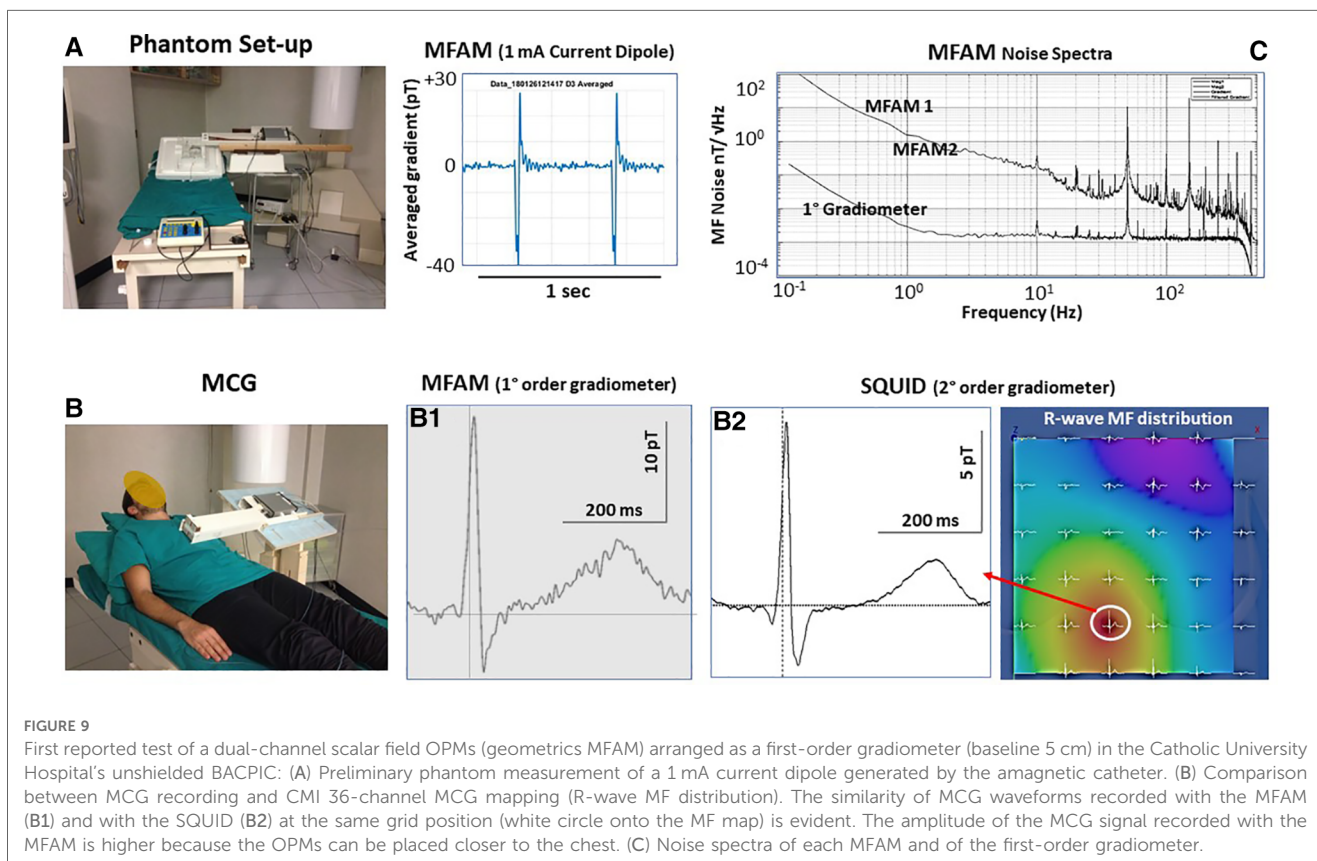 A
Phantom Set-up
MFAM (1 mA Current Dipole)
Averaged gradient (pT)
+30
0
-40
Data_180126121417 D3 Averaged
1 sec
MFAM Noise Spectra
C
MF Noise nT/ √Hz
10²
10⁰
10⁻⁴
MFAM 1
MFAM2
1° Gradiometer
Mag1
Mag2
Gradient
Filtered Gradient
10⁻¹
10⁰
10¹
10²
Frequency (Hz)
MCG
B
MFAM (1° order gradiometer)
B1
10 pT
200 ms
SQUID (2° order gradiometer)
B2
5 pT
200 ms
R-wave MF distribution
Z
X
FIGURE 9
First reported test of a dual-channel scalar field OPMs (geometrics MFAM) arranged as a first-order gradiometer (baseline 5 cm) in the Catholic University
Hospital's unshielded BACPIC: (A) Preliminary phantom measurement of a 1 mA current dipole generated by the amagnetic catheter. (B) Comparison
between MCG recording and CMI 36-channel MCG mapping (R-wave MF distribution). The similarity of MCG waveforms recorded with the MFAM
(B1) and with the SQUID (B2) at the same grid position (white circle onto the MF map) is evident. The amplitude of the MCG signal recorded with the
MFAM is higher because the OPMs can be placed closer to the chest. (C) Noise spectra of each MFAM and of the first-order gradiometer.